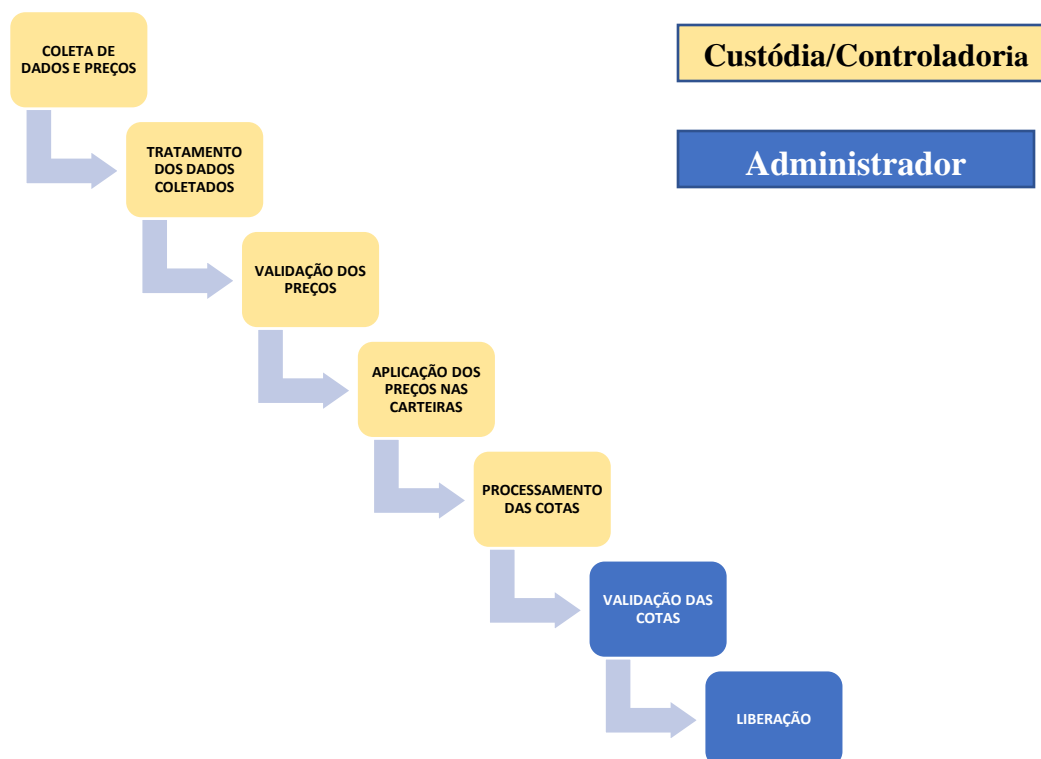 COLETA DE
DADOS E PREÇOS
Custódia/Controladoria
TRATAMENTO
DOS DADOS
COLETADOS
Administrador
VALIDAÇÃO DOS
PREÇOS
APLICAÇÃO DOS
PREÇOS NAS
CARTEIRAS
PROCESSAMENTO
DAS COTAS
VALIDAÇÃO DAS
COTAS
LIBERAÇÃO